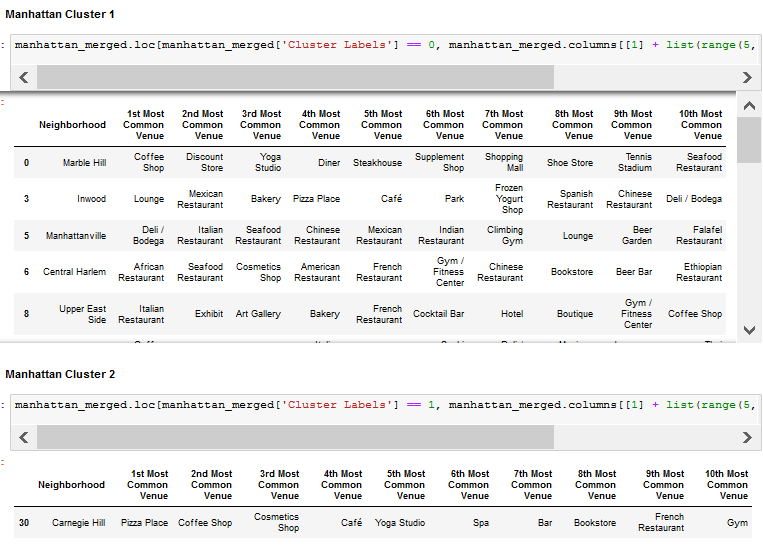 Manhattan Cluster 1
: manhattan_merged.loc[manhattan_merged['Cluster Labels'] == 0, manhattan_merged.columns[[1] + list(range(5,
:
Neighborhood 1st Most Common Venue 2nd Most Common Venue 3rd Most Common Venue 4th Most Common Venue 5th Most Common Venue 6th Most Common Venue 7th Most Common Venue 8th Most Common Venue 9th Most Common Venue 10th Most Common Venue
0 Marble Hill Coffee Shop Discount Store Yoga Studio Diner Steakhouse Supplement Shop Shopping Mall Shoe Store Tennis Stadium Seafood Restaurant
3 Inwood Lounge Mexican Restaurant Bakery Pizza Place Café Park Frozen Yogurt Shop Spanish Restaurant Chinese Restaurant Deli / Bodega
5 Manhattanville Deli / Bodega Italian Restaurant Seafood Restaurant Chinese Restaurant Mexican Restaurant Indian Restaurant Climbing Gym Lounge Beer Garden Falafel Restaurant
6 Central Harlem African Restaurant Seafood Restaurant Cosmetics Shop American Restaurant French Restaurant Gym / Fitness Center Chinese Restaurant Bookstore Beer Bar Ethiopian Restaurant
8 Upper East Side Italian Restaurant Exhibit Art Gallery Bakery French Restaurant Cocktail Bar Hotel Boutique Gym / Fitness Center Coffee Shop
Manhattan Cluster 2
: manhattan_merged.loc[manhattan_merged['Cluster Labels'] == 1, manhattan_merged.columns[[1] + list(range(5,
:
Neighborhood 1st Most Common Venue 2nd Most Common Venue 3rd Most Common Venue 4th Most Common Venue 5th Most Common Venue 6th Most Common Venue 7th Most Common Venue 8th Most Common Venue 9th Most Common Venue 10th Most Common Venue
30 Carnegie Hill Pizza Place Coffee Shop Cosmetics Shop Café Yoga Studio Spa Bar Bookstore French Restaurant Gym